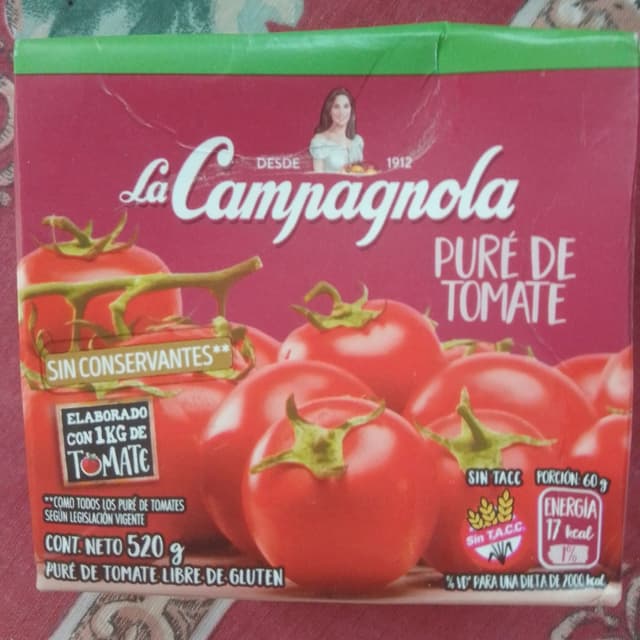 DESDE 1912
La Campagnola
PURÉ DE
TOMATE
SIN CONSERVANTES**
ELABORADO
CON 1KG DE
TOMATE
**COMO TODOS LOS PURÉ DE TOMATES
SEGÚN LEGISLACIÓN VIGENTE
CONT. NETO 520 g
PURÉ DE TOMATE LIBRE DE GLUTEN
SIN TACC
Sin T.A.C.C.
PORCIÓN: 60 g
ENERGÍA
17 kcal
1%
% VD* PARA UNA DIETA DE 2000 kcal